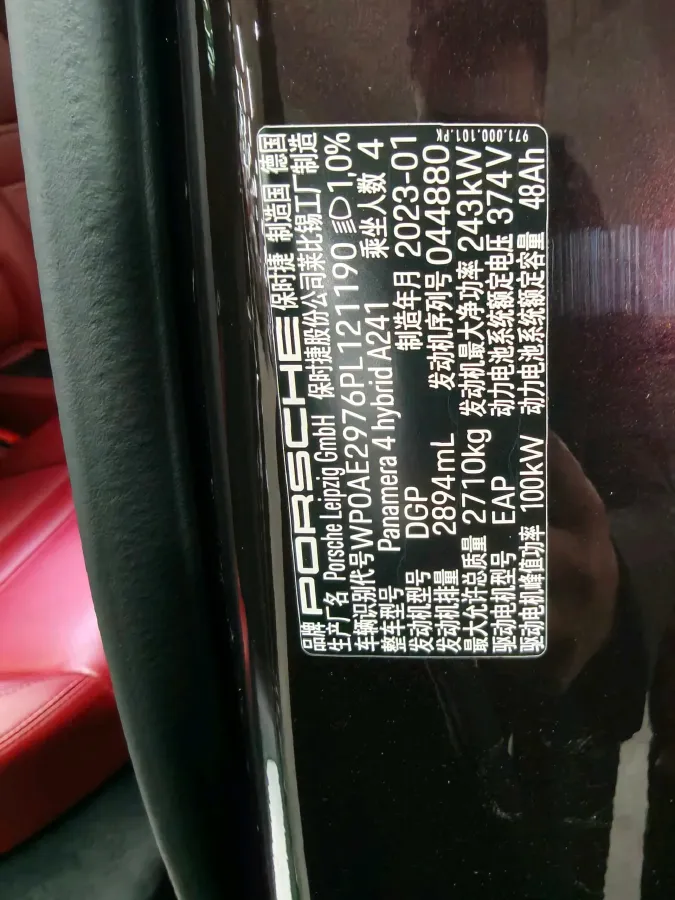 971.000.101.PK
品牌 PORSCHE 保时捷 制造国 德国
生产厂名 Porsche Leipzig GmbH 保时捷股份公司莱比锡工厂制造
车辆识别代号 WP0AE2976PL121190 1,0%
整车型号 Panamera 4 hybrid A241 乘坐人数 4
发动机型号 DGP 制造年月 2023-01
发动机排量 2894mL 发动机序列号 044880
最大允许总质量 2710kg 发动机最大净功率 243kW
驱动电机型号 EAP 动力电池系统额定电压 374V
驱动电机峰值功率 100kW 动力电池系统额定容量 48Ah